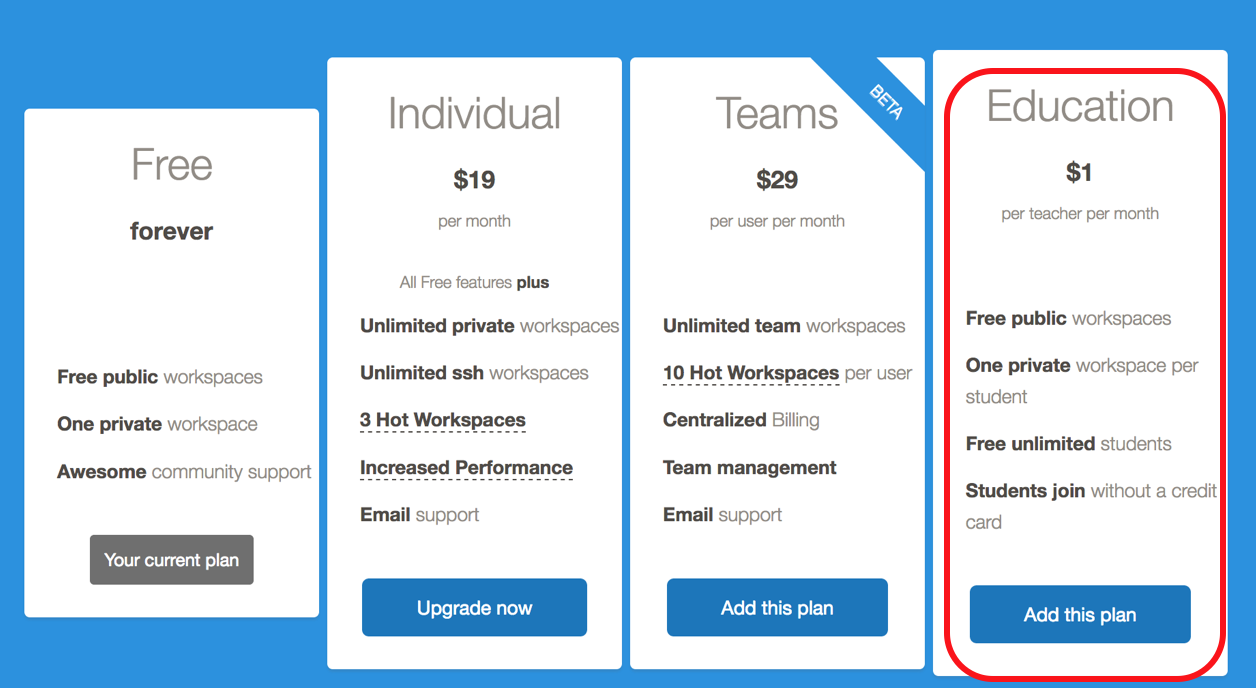 Free
forever
Free public workspaces
One private workspace
Awesome community support
Your current plan
Individual
$19
per month
All Free features plus
Unlimited private workspaces
Unlimited ssh workspaces
3 Hot Workspaces
Increased Performance
Email support
Upgrade now
BETA
Teams
$29
per user per month
Unlimited team workspaces
10 Hot Workspaces per user
Centralized Billing
Team management
Email support
Add this plan
Education
$1
per teacher per month
Free public workspaces
One private workspace per
student
Free unlimited students
Students join without a credit
card
Add this plan